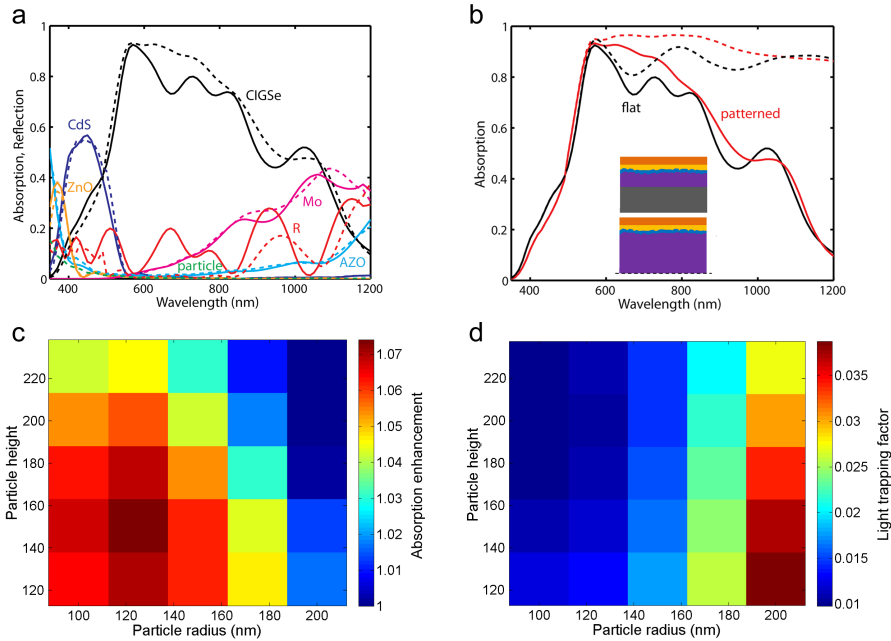 a
Absorption, Reflection
1
0.8
0.6
0.4
0.2
0
CIGSe
CdS
ZnO
Mo
R
particle
AZO
400 600 800 1000 1200
Wavelength (nm)
b
Absorption
1
0.8
0.6
0.4
0.2
0
flat
patterned
400 600 800 1000 1200
Wavelength (nm)
c
Particle height
220
200
180
160
140
120
100 120 140 160 180 200
Particle radius (nm)
1.07
1.06
1.05
1.04
1.03
1.02
1.01
1
Absorption enhancement
d
Particle height
220
200
180
160
140
120
100 120 140 160 180 200
Particle radius (nm)
0.035
0.03
0.025
0.02
0.015
0.01
Light trapping factor